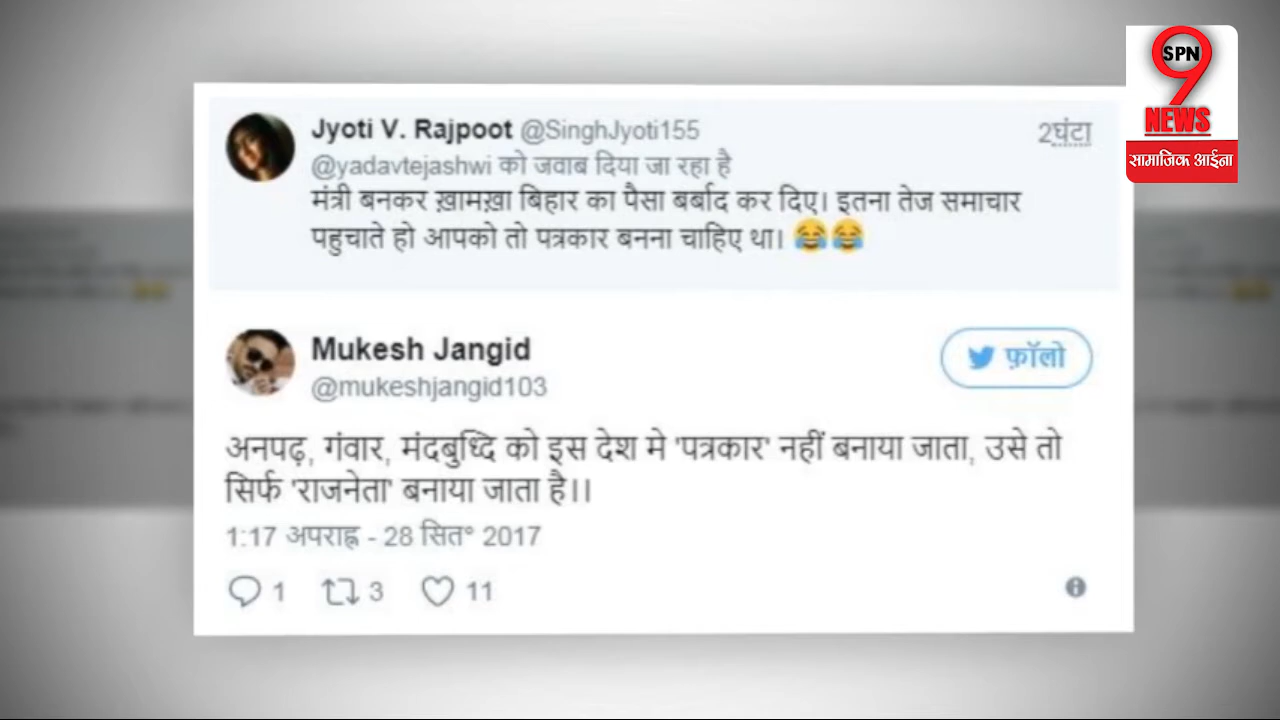 SPN
9
NEWS
सामाजिक आईना
Jyoti V. Rajpoot @SinghJyoti155
2घंटा
@yadavtejashwi को जवाब दिया जा रहा है
मंत्री बनकर ख़ामख़ा बिहार का पैसा बर्बाद कर दिए। इतना तेज समाचार
पहुचाते हो आपको तो पत्रकार बनना चाहिए था। 😂😂
Mukesh Jangid
@mukeshjangid103
फ़ॉलो
अनपढ़, गंवार, मंदबुध्दि को इस देश मे 'पत्रकार' नहीं बनाया जाता, उसे तो
सिर्फ 'राजनेता' बनाया जाता है।।
1:17 अपराह्न - 28 सित॰ 2017
1 3 11